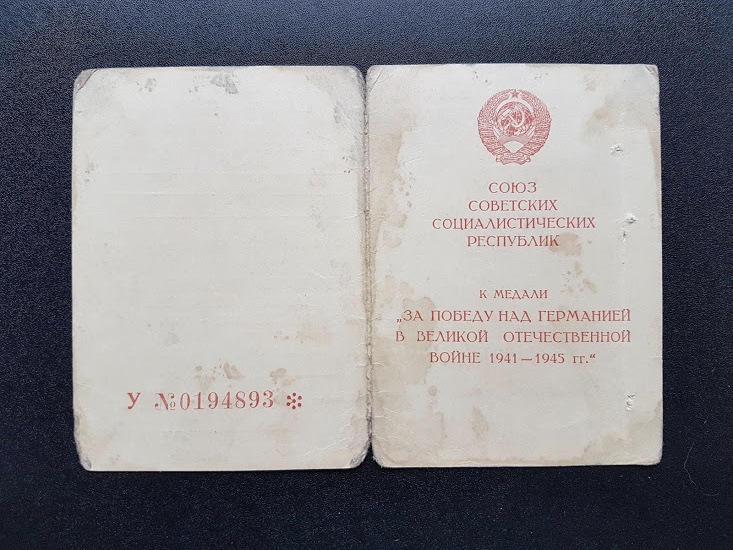 У №0194893 *
СОЮЗ
СОВЕТСКИХ
СОЦИАЛИСТИЧЕСКИХ
РЕСПУБЛИК
К МЕДАЛИ
„ЗА ПОБЕДУ НАД ГЕРМАНИЕЙ
В ВЕЛИКОЙ ОТЕЧЕСТВЕННОЙ
ВОЙНЕ 1941—1945 гг.“